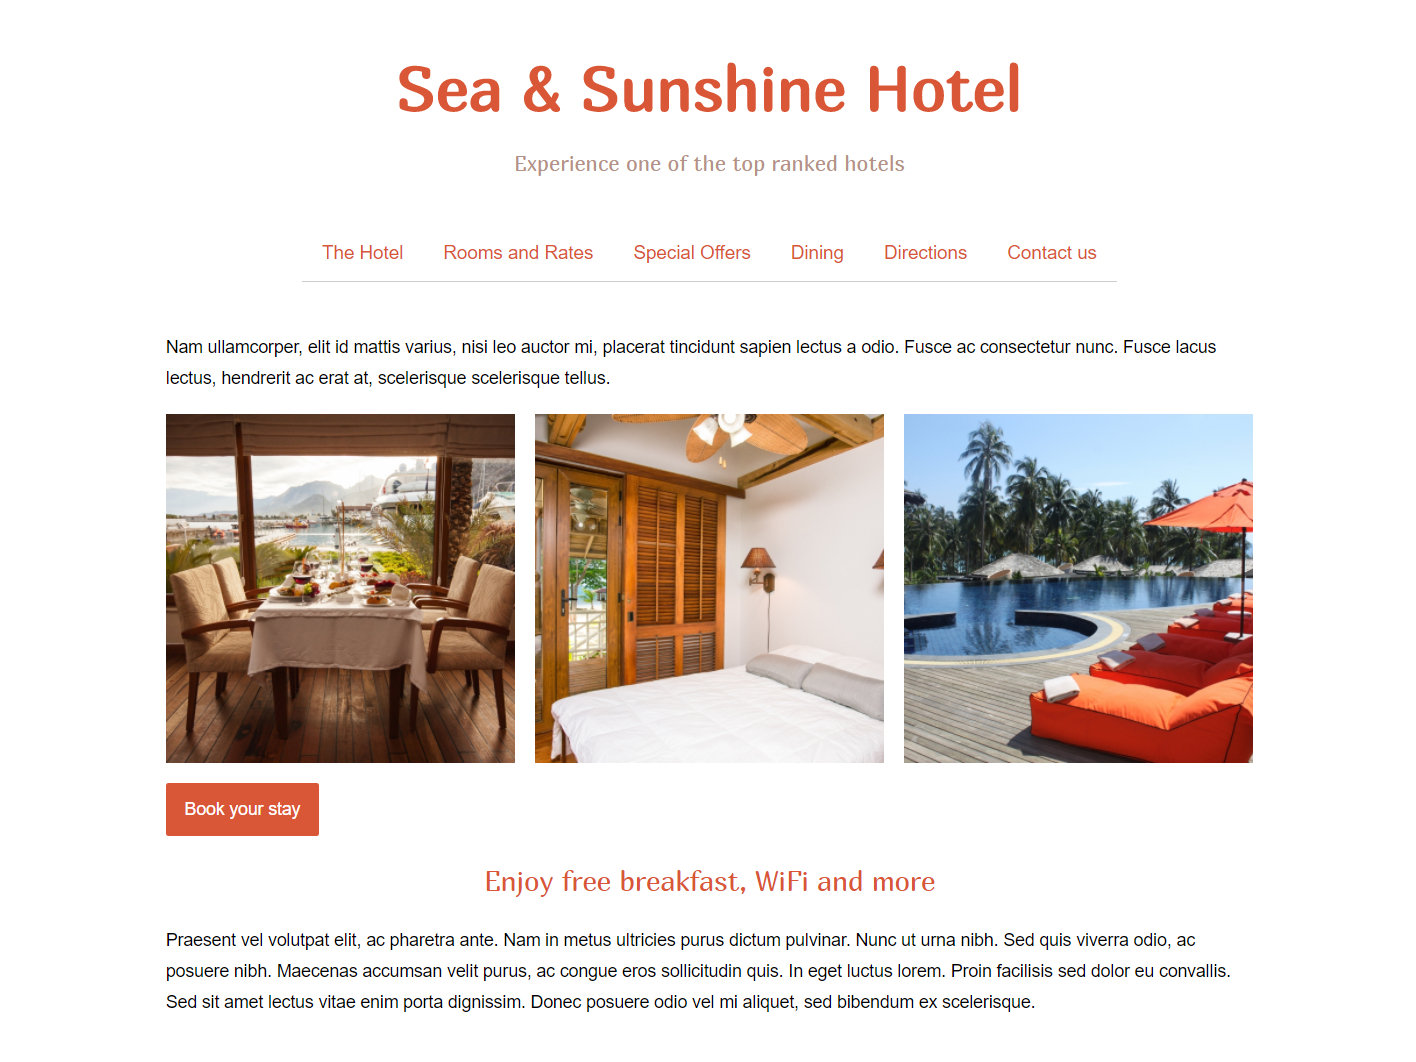 Sea & Sunshine Hotel
Experience one of the top ranked hotels
The Hotel Rooms and Rates Special Offers Dining Directions Contact us
Nam ullamcorper, elit id mattis varius, nisi leo auctor mi, placerat tincidunt sapien lectus a odio. Fusce ac consectetur nunc. Fusce lacus
lectus, hendrerit ac erat at, scelerisque scelerisque tellus.
Book your stay
Enjoy free breakfast, WiFi and more
Praesent vel volutpat elit, ac pharetra ante. Nam in metus ultricies purus dictum pulvinar. Nunc ut urna nibh. Sed quis viverra odio, ac
posuere nibh. Maecenas accumsan velit purus, ac congue eros sollicitudin quis. In eget luctus lorem. Proin facilisis sed dolor eu convallis.
Sed sit amet lectus vitae enim porta dignissim. Donec posuere odio vel mi aliquet, sed bibendum ex scelerisque.